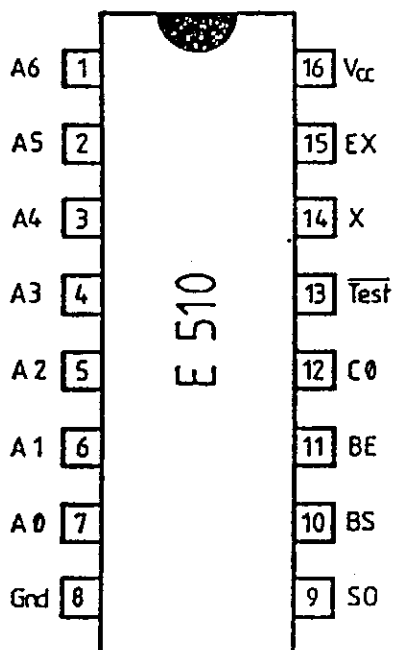 A6 1 16 Vcc
A5 2 15 EX
A4 3 14 X
A3 4 13 Test
A2 5 12 C0
A1 6 11 BE
A0 7 10 BS
Gnd 8 9 SO
E 510